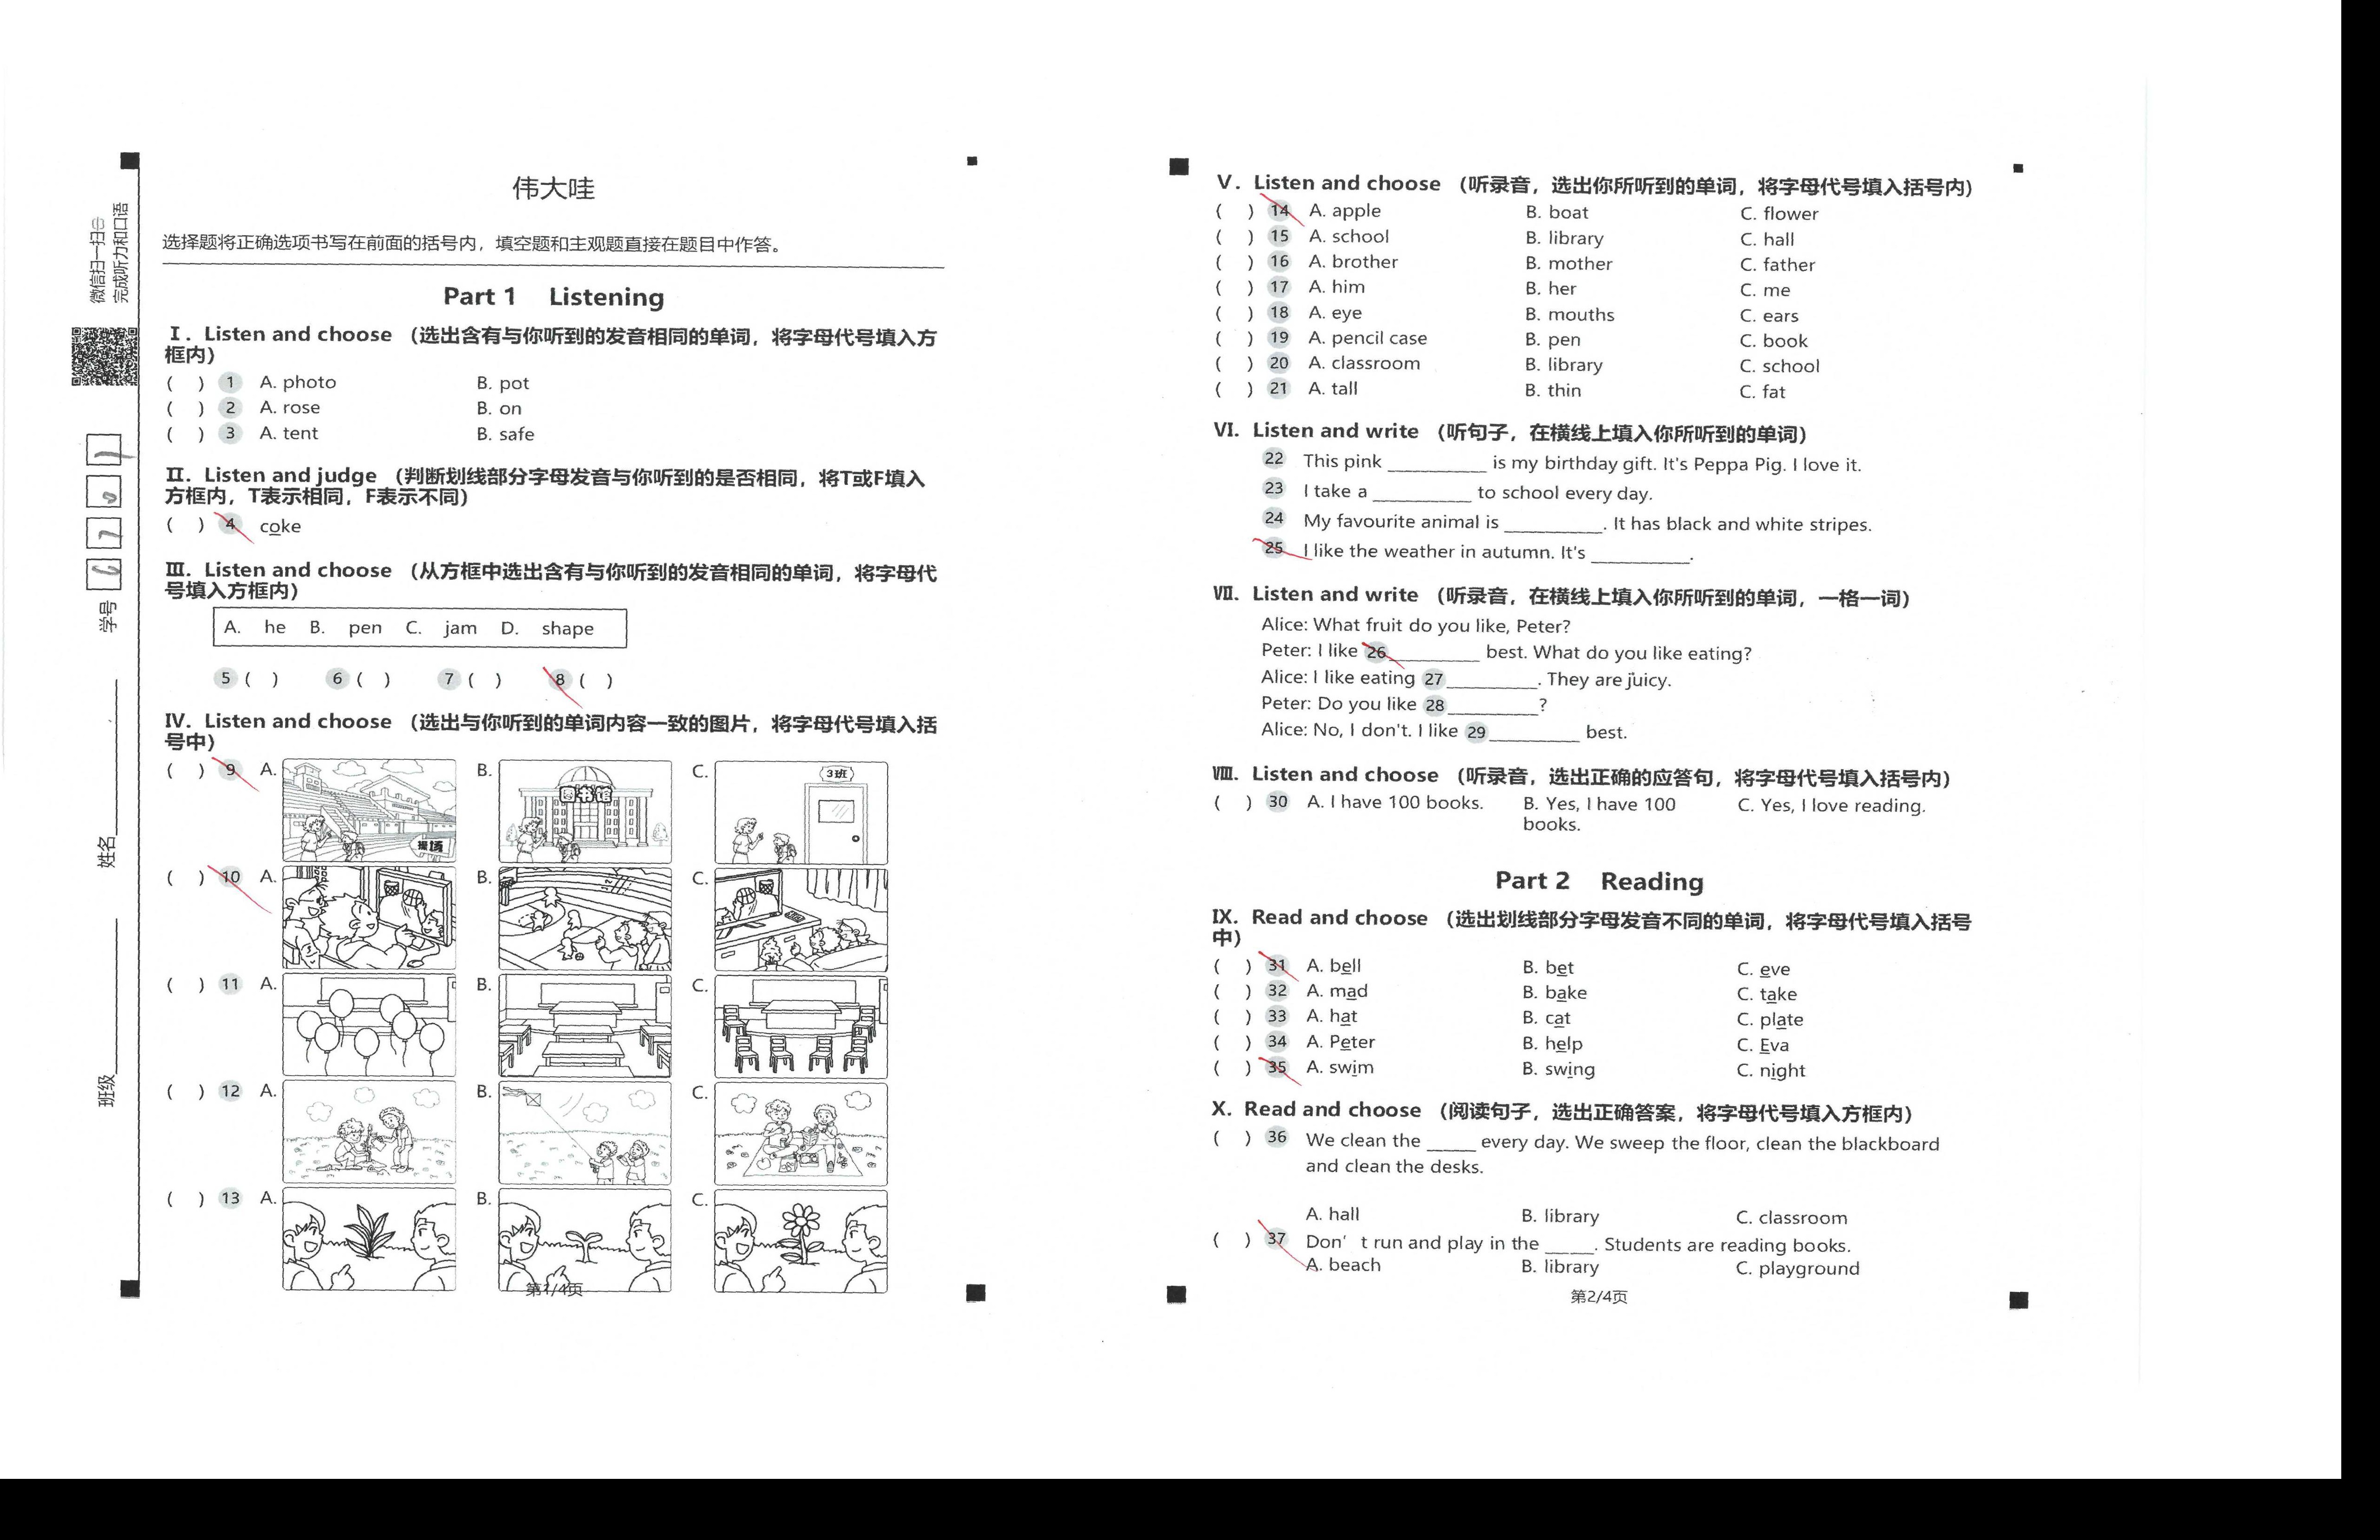 微信扫一扫
完成听力和口语
学号
姓名
班级
伟大哇
选择题将正确选项书写在前面的括号内，填空题和主观题直接在题目中作答。
Part 1 Listening
Ⅰ. Listen and choose （选出含有与你听到的发音相同的单词，将字母代号填入方
框内）
( ) 1 A. photo B. pot
( ) 2 A. rose B. on
( ) 3 A. tent B. safe
Ⅱ. Listen and judge （判断划线部分字母发音与你听到的是否相同，将T或F填入
方框内，T表示相同，F表示不同）
( ) 4 coke
Ⅲ. Listen and choose （从方框中选出含有与你听到的发音相同的单词，将字母代
号填入方框内）
A. he B. pen C. jam D. shape
5 ( ) 6 ( ) 7 ( ) 8 ( )
Ⅳ. Listen and choose （选出与你听到的单词内容一致的图片，将字母代号填入括
号中）
( ) 9 A. B. C.
操场
图书馆
3班
( ) 10 A. B. C.
( ) 11 A. B. C.
( ) 12 A. B. C.
( ) 13 A. B. C.
第1/4页
Ⅴ. Listen and choose （听录音，选出你所听到的单词，将字母代号填入括号内）
( ) 14 A. apple B. boat C. flower
( ) 15 A. school B. library C. hall
( ) 16 A. brother B. mother C. father
( ) 17 A. him B. her C. me
( ) 18 A. eye B. mouths C. ears
( ) 19 A. pencil case B. pen C. book
( ) 20 A. classroom B. library C. school
( ) 21 A. tall B. thin C. fat
Ⅵ. Listen and write （听句子，在横线上填入你所听到的单词）
22 This pink __________ is my birthday gift. It's Peppa Pig. I love it.
23 I take a __________ to school every day.
24 My favourite animal is __________. It has black and white stripes.
25 I like the weather in autumn. It's __________.
Ⅶ. Listen and write （听录音，在横线上填入你所听到的单词，一格一词）
Alice: What fruit do you like, Peter?
Peter: I like 26 __________ best. What do you like eating?
Alice: I like eating 27 __________. They are juicy.
Peter: Do you like 28 __________?
Alice: No, I don't. I like 29 __________ best.
Ⅷ. Listen and choose （听录音，选出正确的应答句，将字母代号填入括号内）
( ) 30 A. I have 100 books. B. Yes, I have 100 C. Yes, I love reading.
books.
Part 2 Reading
Ⅸ. Read and choose （选出划线部分字母发音不同的单词，将字母代号填入括号
中）
( ) 31 A. bell B. bet C. eve
( ) 32 A. mad B. bake C. take
( ) 33 A. hat B. cat C. plate
( ) 34 A. Peter B. help C. Eva
( ) 35 A. swim B. swing C. night
Ⅹ. Read and choose （阅读句子，选出正确答案，将字母代号填入方框内）
( ) 36 We clean the _____ every day. We sweep the floor, clean the blackboard
and clean the desks.
A. hall B. library C. classroom
( ) 37 Don' t run and play in the _____. Students are reading books.
A. beach B. library C. playground
第2/4页